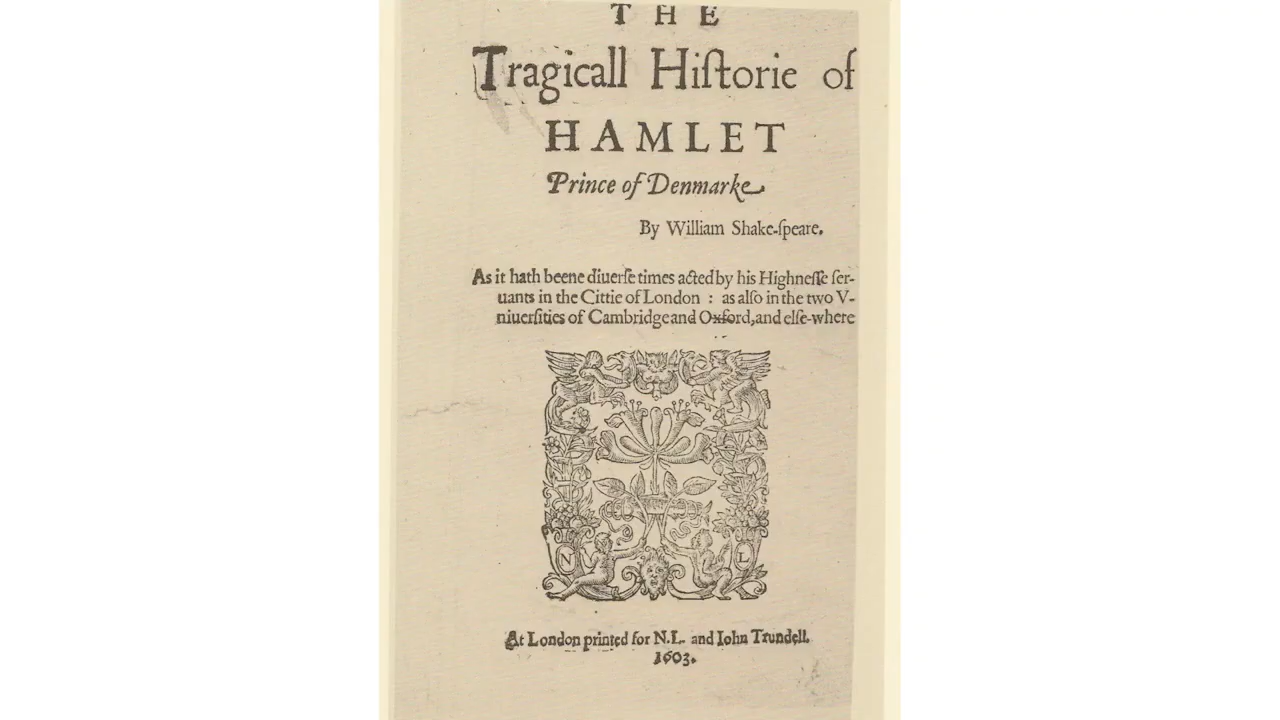 THE
Tragicall Hiſtorie of
HAMLET
Prince of Denmarke
By William Shake-ſpeare.
As it hath beene diuerſe times acted by his Highneſſe ſer-
uants in the Cittie of London : as alſo in the two V-
niuerſities of Cambridge and Oxford, and elſe-where
N
L
At London printed for N.L. and Iohn Trundell.
1603.